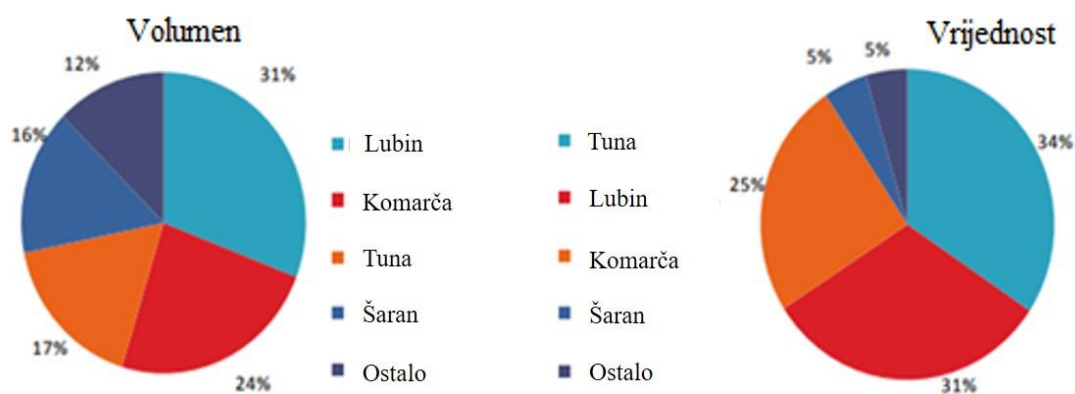 Volumen
12%
31%
16%
17%
24%
Lubin
Komarča
Tuna
Šaran
Ostalo
Tuna
Lubin
Komarča
Šaran
Ostalo
Vrijednost
5%
5%
34%
25%
31%